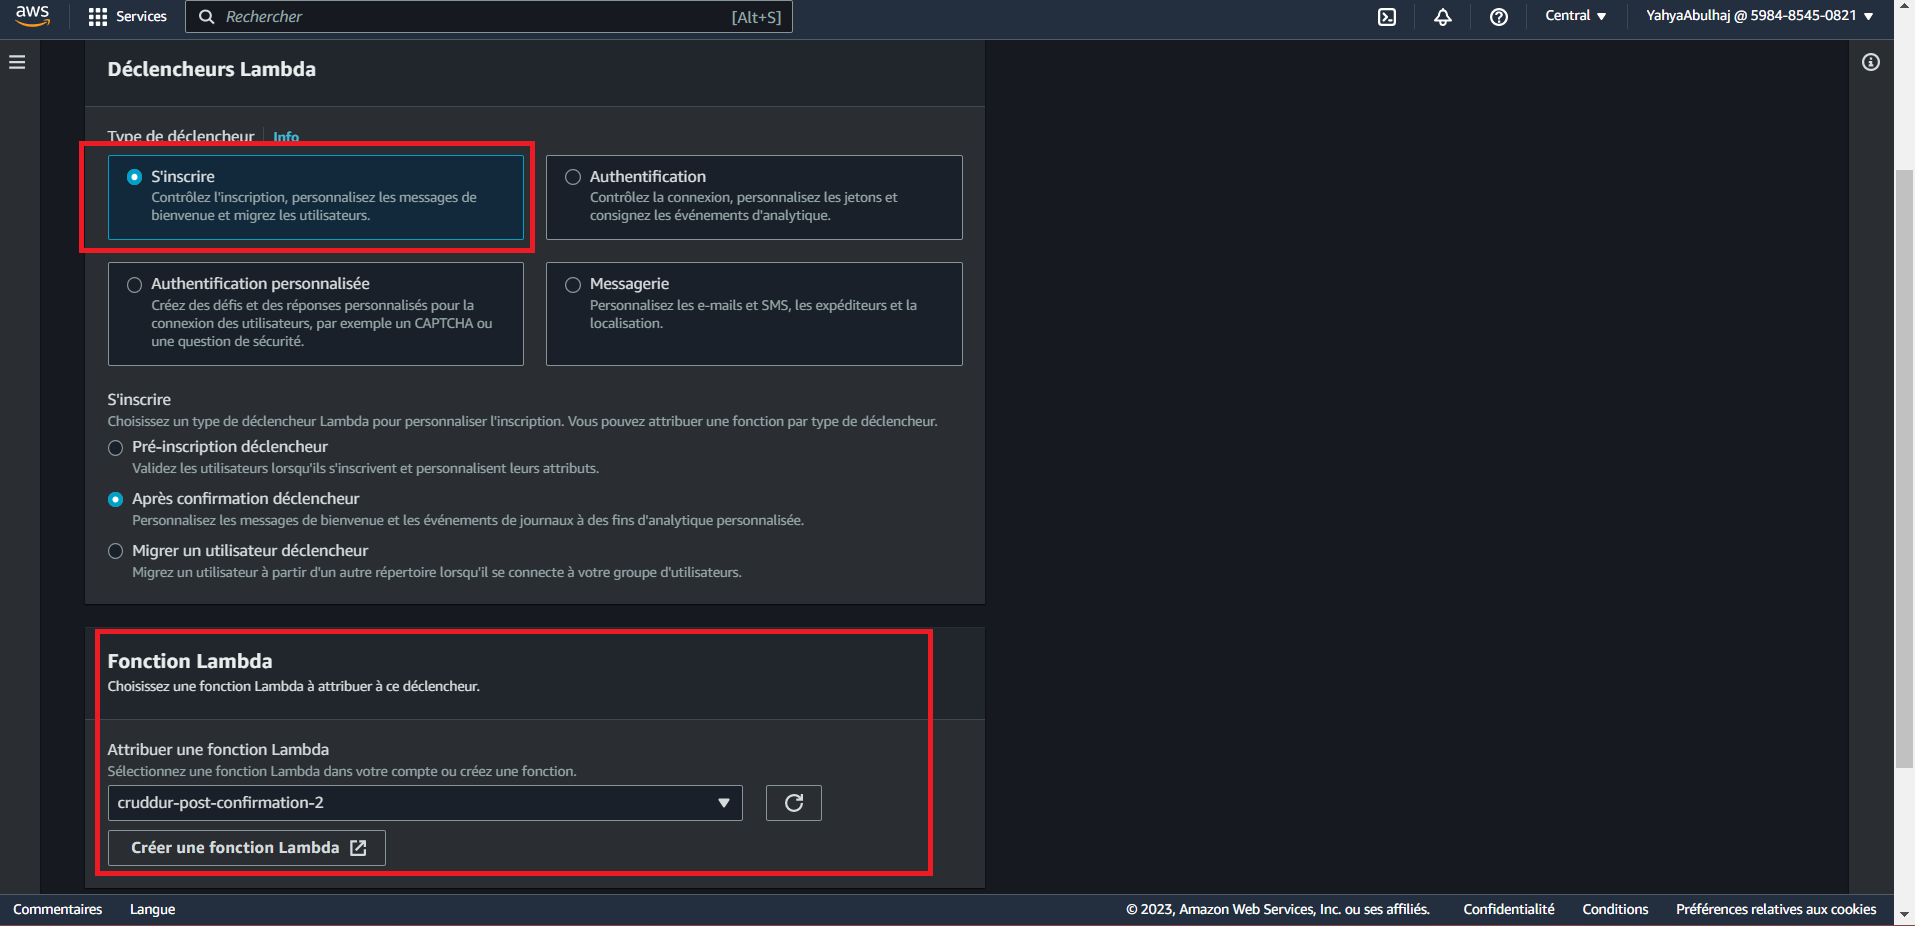 aws
Services
Rechercher
[Alt+S]
Central
YahyaAbulhaj @ 5984-8545-0821
Déclencheurs Lambda
Type de déclencheur
Info
S'inscrire
Contrôlez l'inscription, personnalisez les messages de
bienvenue et migrez les utilisateurs.
Authentification
Contrôlez la connexion, personnalisez les jetons et
consignez les événements d'analytique.
Authentification personnalisée
Créez des défis et des réponses personnalisés pour la
connexion des utilisateurs, par exemple un CAPTCHA ou
une question de sécurité.
Messagerie
Personnalisez les e-mails et SMS, les expéditeurs et la
localisation.
S'inscrire
Choisissez un type de déclencheur Lambda pour personnaliser l'inscription. Vous pouvez attribuer une fonction par type de déclencheur.
Pré-inscription déclencheur
Validez les utilisateurs lorsqu'ils s'inscrivent et personnalisent leurs attributs.
Après confirmation déclencheur
Personnalisez les messages de bienvenue et les événements de journaux à des fins d'analytique personnalisée.
Migrer un utilisateur déclencheur
Migrez un utilisateur à partir d'un autre répertoire lorsqu'il se connecte à votre groupe d'utilisateurs.
Fonction Lambda
Choisissez une fonction Lambda à attribuer à ce déclencheur.
Attribuer une fonction Lambda
Sélectionnez une fonction Lambda dans votre compte ou créez une fonction.
cruddur-post-confirmation-2
Créer une fonction Lambda
Commentaires
Langue
© 2023, Amazon Web Services, Inc. ou ses affiliés.
Confidentialité
Conditions
Préférences relatives aux cookies